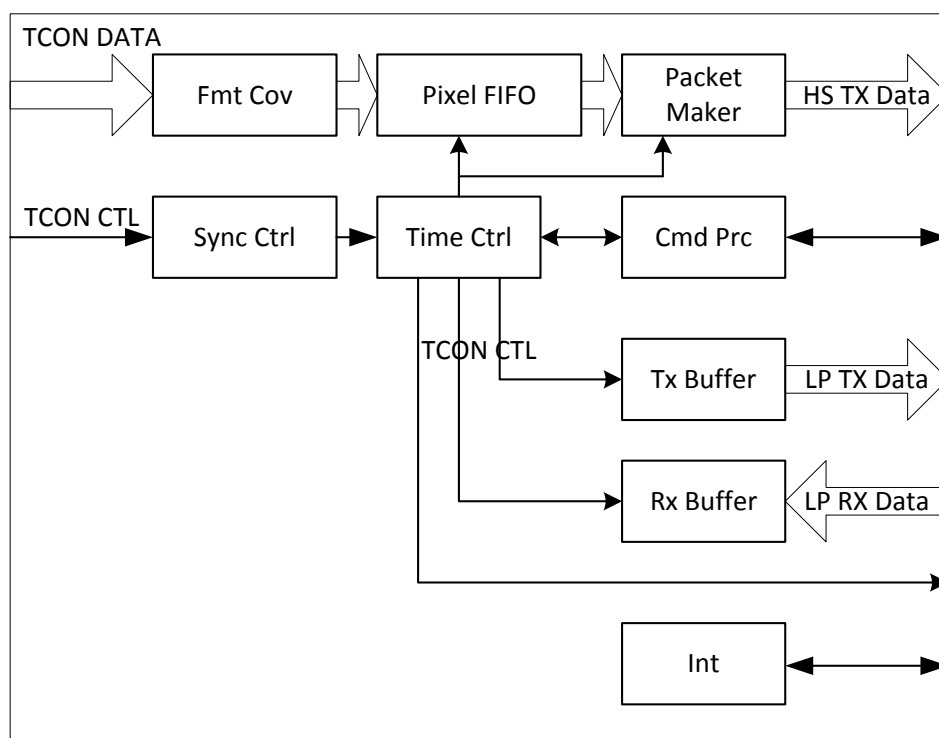 TCON DATA
Fmt Cov
Pixel FIFO
Packet
Maker
HS TX Data
TCON CTL
Sync Ctrl
Time Ctrl
Cmd Prc
TCON CTL
Tx Buffer
LP TX Data
Rx Buffer
LP RX Data
Int